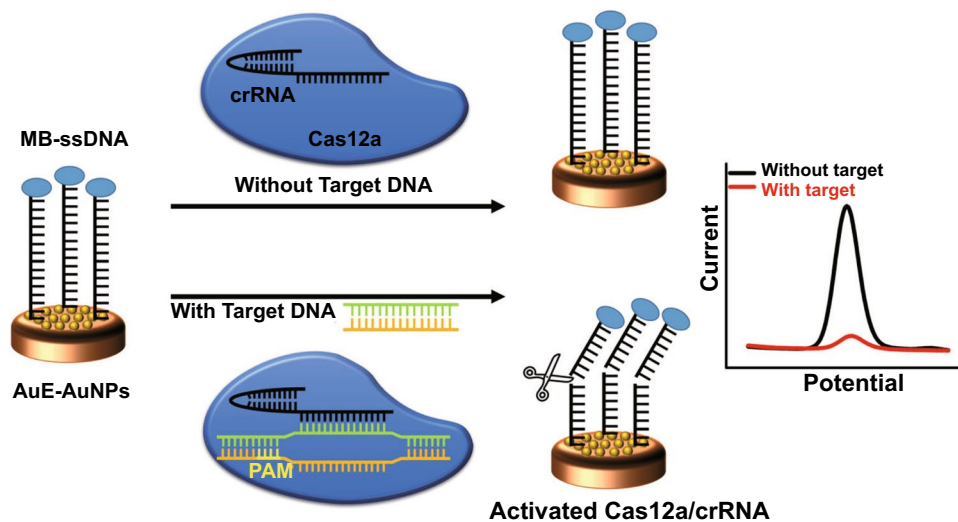 MB-ssDNA
AuE-AuNPs
crRNA
Cas12a
Without Target DNA
With Target DNA
PAM
Activated Cas12a/crRNA
Without target
With target
Current
Potential